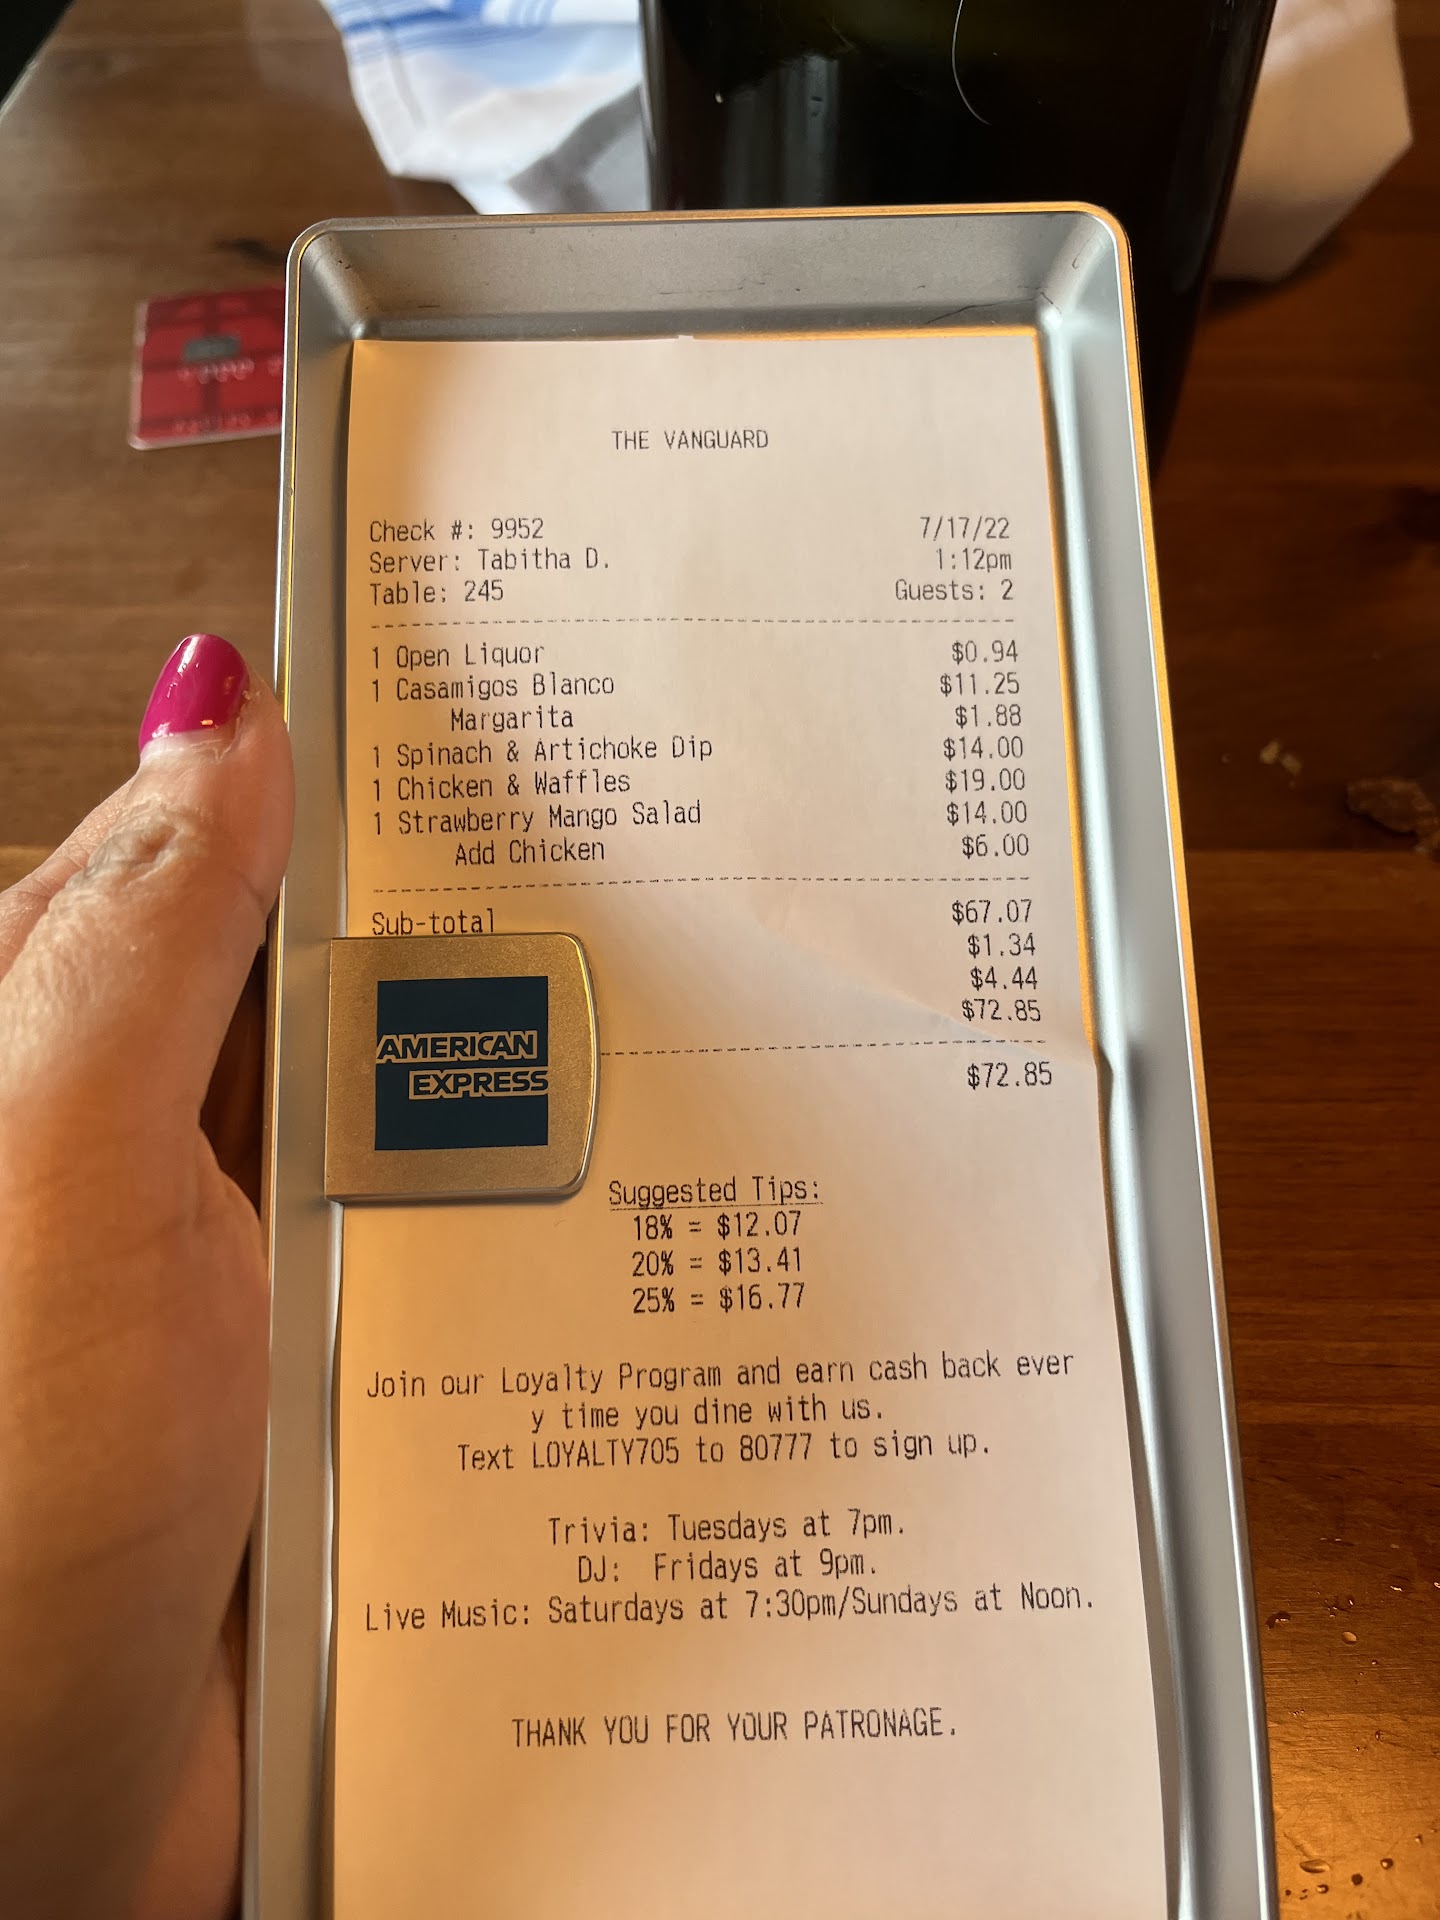 THE VANGUARD
Check #: 9952 7/17/22
Server: Tabitha D. 1:12pm
Table: 245 Guests: 2
1 Open Liquor $0.94
1 Casamigos Blanco $11.25
Margarita $1.88
1 Spinach & Artichoke Dip $14.00
1 Chicken & Waffles $19.00
1 Strawberry Mango Salad $14.00
Add Chicken $6.00
Sub-total $67.07
$1.34
$4.44
$72.85
$72.85
AMERICAN
EXPRESS
Suggested Tips:
18% = $12.07
20% = $13.41
25% = $16.77
Join our Loyalty Program and earn cash back ever
y time you dine with us.
Text LOYALTY705 to 80777 to sign up.
Trivia: Tuesdays at 7pm.
DJ: Fridays at 9pm.
Live Music: Saturdays at 7:30pm/Sundays at Noon.
THANK YOU FOR YOUR PATRONAGE.